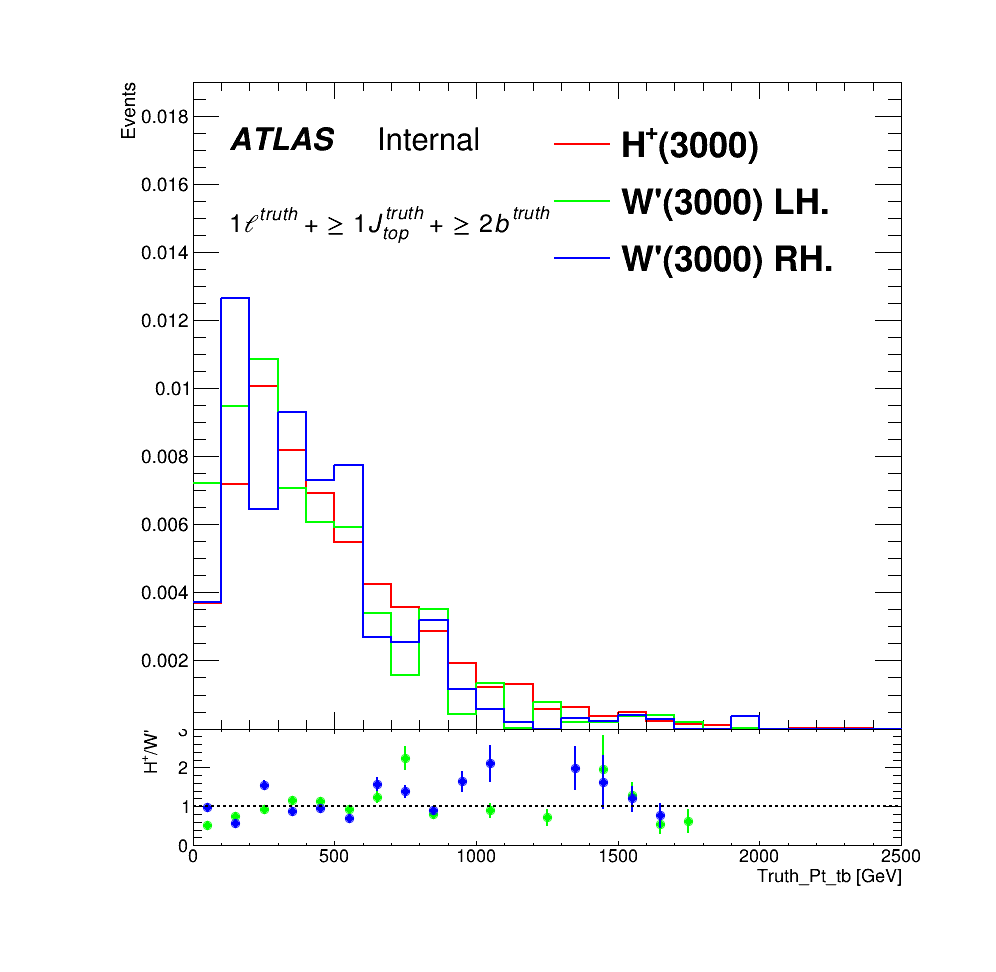 Events
0.018
0.016
0.014
0.012
0.01
0.008
0.006
0.004
0.002
ATLAS Internal
1ℓ^truth + ≥ 1J_top^truth + ≥ 2b^truth
H⁺(3000)
W'(3000) LH.
W'(3000) RH.
H⁺/W'
3
2
1
0
0 500 1000 1500 2000 2500
Truth_Pt_tb [GeV]